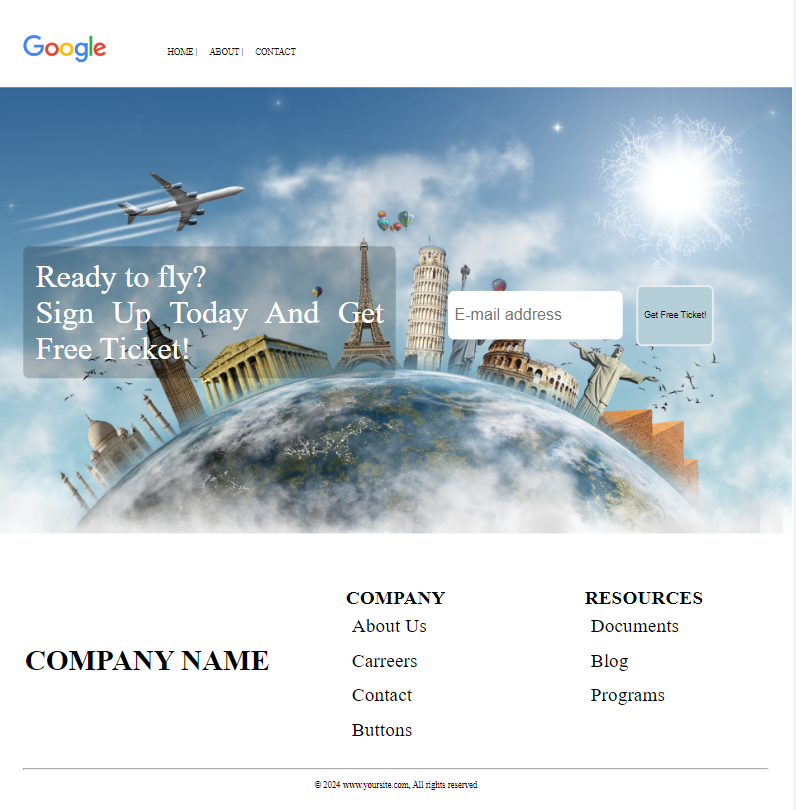 Google
HOME | ABOUT | CONTACT
Ready to fly?
Sign Up Today And Get
Free Ticket!
E-mail address
Get Free Ticket!
COMPANY NAME
COMPANY
About Us
Carreers
Contact
Buttons
RESOURCES
Documents
Blog
Programs
© 2024 www.yoursite.com, All rights reserved